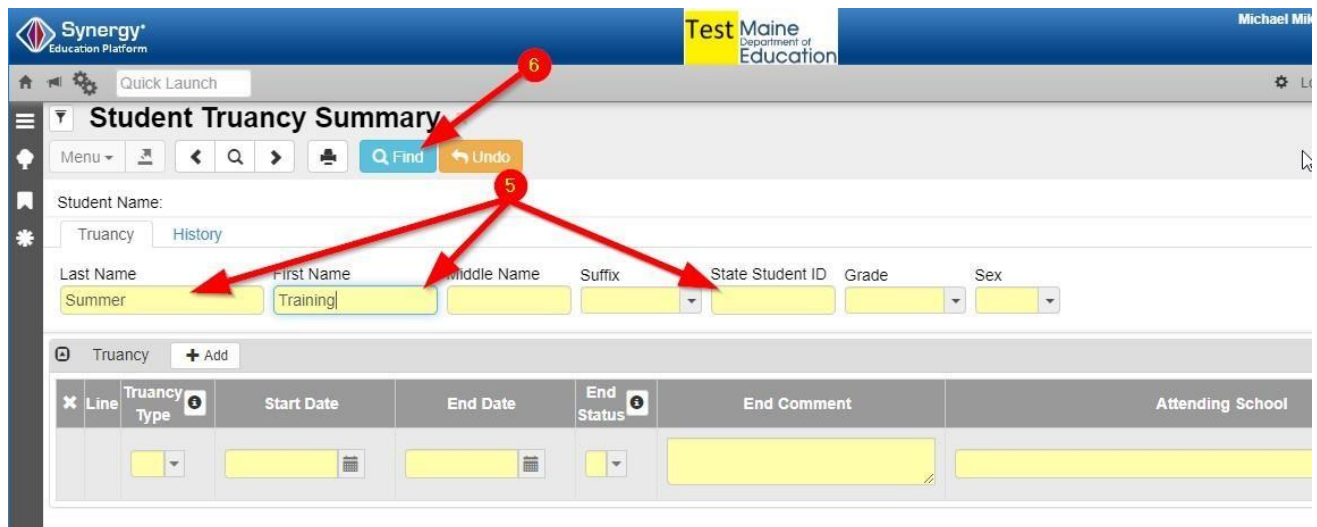 Synergy
Education Platform
Test Maine
Department of
Education
Michael
Quick Launch
6
Student Truancy Summary
Menu
Find
Undo
5
Student Name:
Truancy History
Last Name First Name Middle Name Suffix State Student ID Grade Sex
Summer Training
Truancy + Add
Line Truancy Type Start Date End Date End Status End Comment Attending School